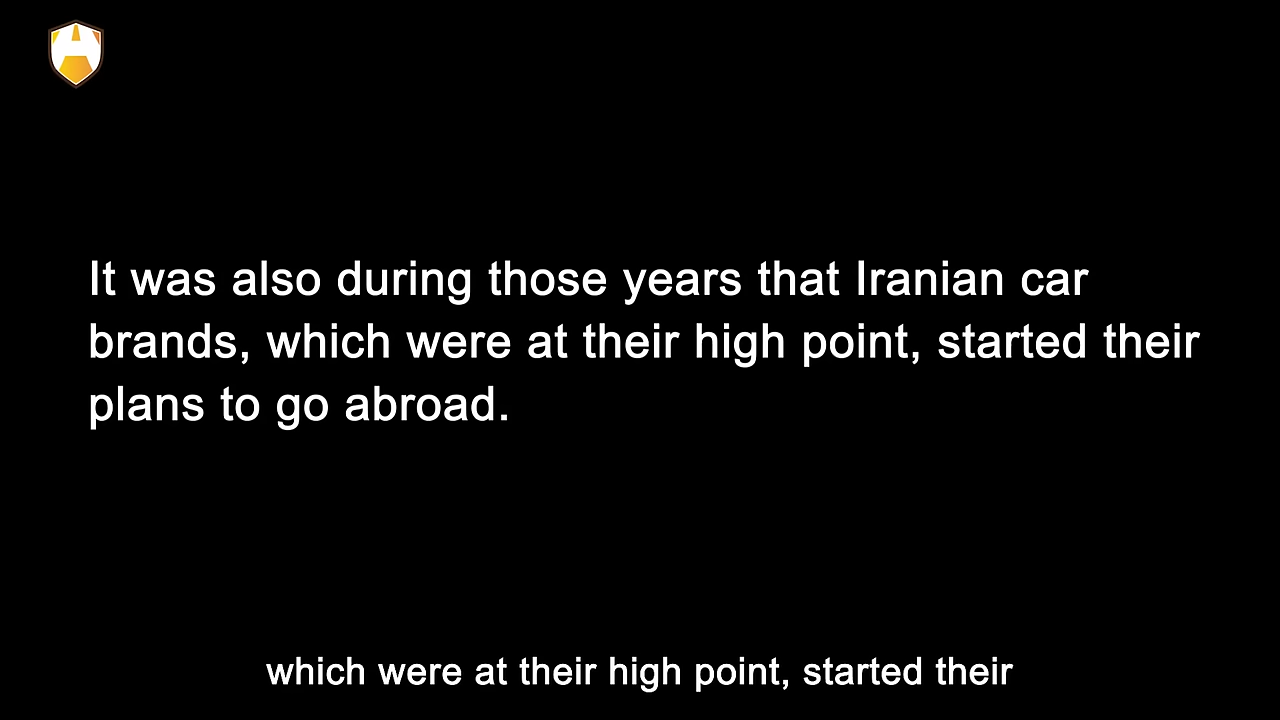 It was also during those years that Iranian car
brands, which were at their high point, started their
plans to go abroad.
which were at their high point, started their